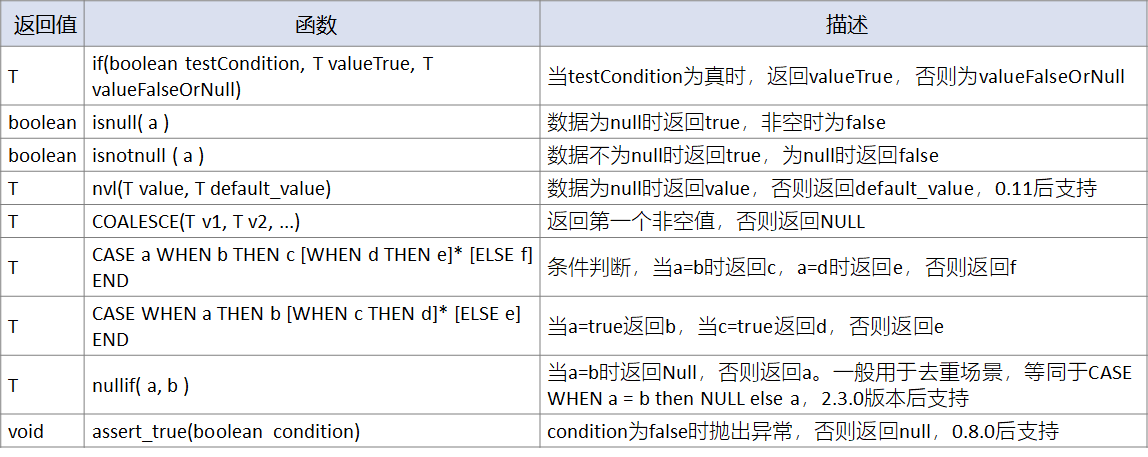 返回值 函数 描述
T if(boolean testCondition, T valueTrue, T valueFalseOrNull) 当testCondition为真时，返回valueTrue，否则为valueFalseOrNull
boolean isnull( a ) 数据为null时返回true，非空时为false
boolean isnotnull ( a ) 数据不为null时返回true，为null时返回false
T nvl(T value, T default_value) 数据为null时返回value，否则返回default_value，0.11后支持
T COALESCE(T v1, T v2, ...) 返回第一个非空值，否则返回NULL
T CASE a WHEN b THEN c [WHEN d THEN e]* [ELSE f] END 条件判断，当a=b时返回c，a=d时返回e，否则返回f
T CASE WHEN a THEN b [WHEN c THEN d]* [ELSE e] END 当a=true返回b，当c=true返回d，否则返回e
T nullif( a, b ) 当a=b时返回Null，否则返回a。一般用于去重场景，等同于CASE WHEN a = b then NULL else a，2.3.0版本后支持
void assert_true(boolean condition) condition为false时抛出异常，否则返回null，0.8.0后支持